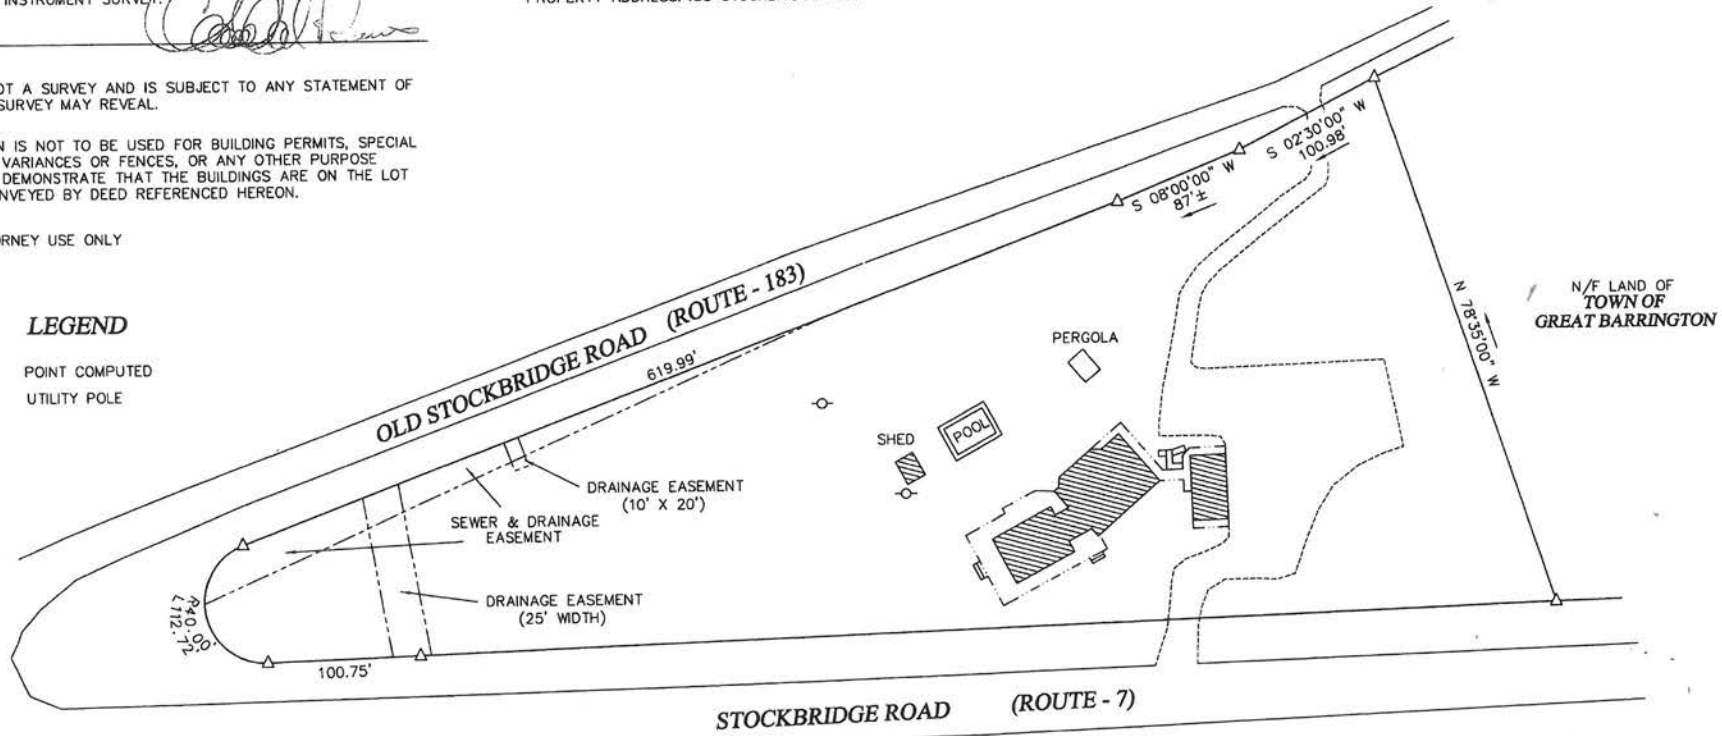 INSTRUMENT SURVEY.
PROPERTY ADDRESS:
OT A SURVEY AND IS SUBJECT TO ANY STATEMENT OF
SURVEY MAY REVEAL.
N IS NOT TO BE USED FOR BUILDING PERMITS, SPECIAL
VARIANCES OR FENCES, OR ANY OTHER PURPOSE
DEMONSTRATE THAT THE BUILDINGS ARE ON THE LOT
NVEYED BY DEED REFERENCED HEREON.
ORNEY USE ONLY
LEGEND
POINT COMPUTED
UTILITY POLE
OLD STOCKBRIDGE ROAD (ROUTE - 183)
619.99'
S 08°00'00" W
87'±
S 02°30'00" W
100.98'
N 78°35'00" W
N/F LAND OF
TOWN OF
GREAT BARRINGTON
PERGOLA
POOL
SHED
DRAINAGE EASEMENT
(10' X 20')
SEWER & DRAINAGE
EASEMENT
DRAINAGE EASEMENT
(25' WIDTH)
R40.00'
L112.72'
100.75'
STOCKBRIDGE ROAD (ROUTE - 7)